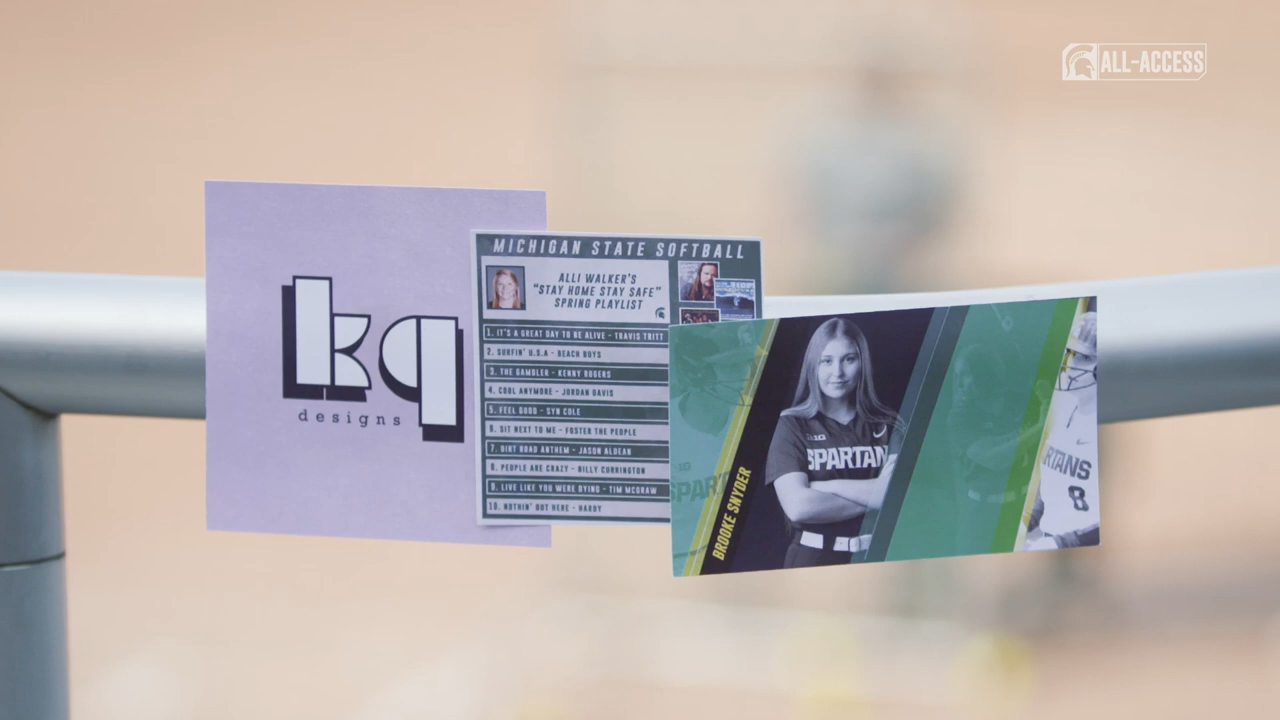 ALL-ACCESS
kq
designs
MICHIGAN STATE SOFTBALL
ALLI WALKER'S
"STAY HOME STAY SAFE"
SPRING PLAYLIST
1. IT'S A GREAT DAY TO BE ALIVE - TRAVIS TRITT
2. SURFIN' U.S.A - BEACH BOYS
3. THE GAMBLER - KENNY ROGERS
4. COOL ANYMORE - JORDAN DAVIS
5. FEEL GOOD - SYN COLE
6. SIT NEXT TO ME - FOSTER THE PEOPLE
7. DIRT ROAD ANTHEM - JASON ALDEAN
8. PEOPLE ARE CRAZY - BILLY CURRINGTON
9. LIVE LIKE YOU WERE DYING - TIM MCGRAW
10. NOTHIN' OUT HERE - HARDY
BROOKE SNYDER
B1G
SPARTAN
SPAR
RTANS
8